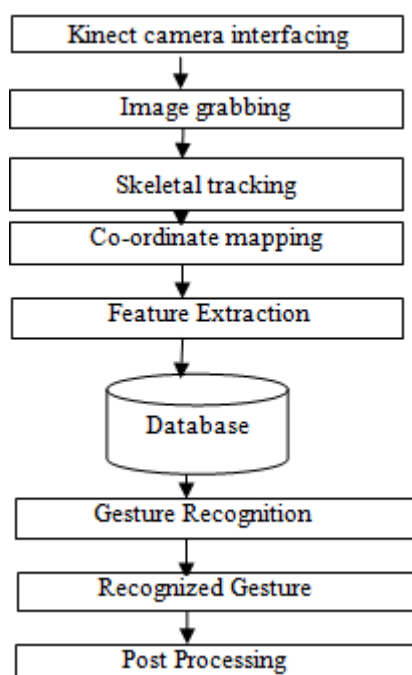 Kinect camera interfacing
Image grabbing
Skeletal tracking
Co-ordinate mapping
Feature Extraction
Database
Gesture Recognition
Recognized Gesture
Post Processing